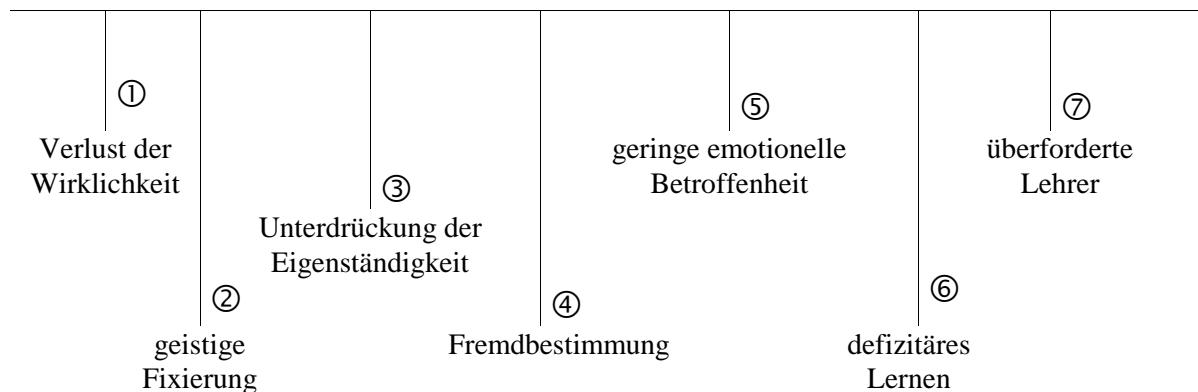 ①
Verlust der
Wirklichkeit
②
geistige
Fixierung
③
Unterdrückung der
Eigenständigkeit
④
Fremdbestimmung
⑤
geringe emotionelle
Betroffenheit
⑥
defizitäres
Lernen
⑦
überforderte
Lehrer